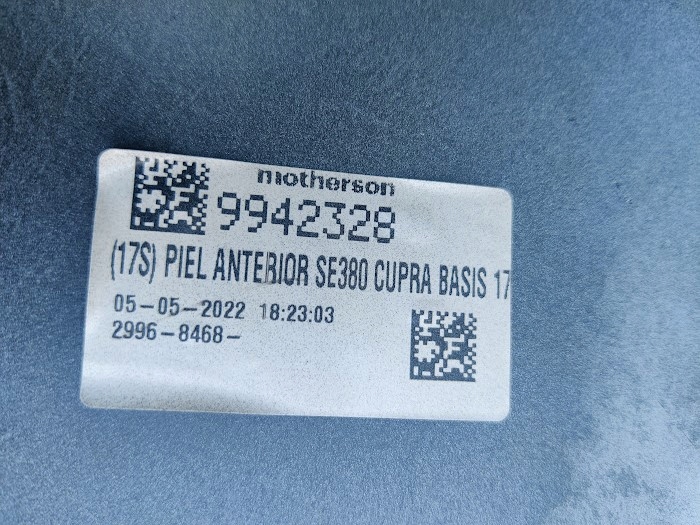 motherson
9942328
(17S) PIEL ANTERIOR SE380 CUPRA BASIS 17
05-05-2022 18:23:03
2996-8468-